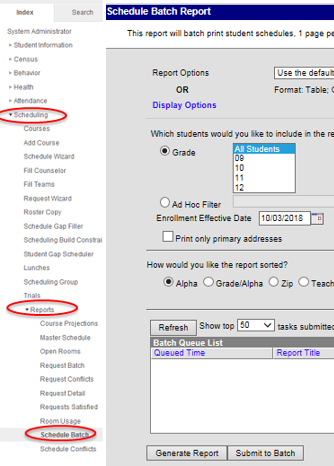 Index
Search
System Administrator
Student Information
Census
Behavior
Health
Attendance
Scheduling
Courses
Add Course
Schedule Wizard
Fill Counselor
Fill Teams
Request Wizard
Roster Copy
Schedule Gap Filler
Scheduling Build Constrai
Student Gap Scheduler
Lunches
Scheduling Group
Trials
Reports
Course Projections
Master Schedule
Open Rooms
Request Batch
Request Conflicts
Request Detail
Requests Satisfied
Room Usage
Schedule Batch
Schedule Conflicts
Schedule Batch Report
This report will batch print student schedules, 1 page pe
Report Options
Use the default
OR
Format: Table;
Display Options
Which students would you like to include in the re
Grade
All Students
09
10
11
12
Ad Hoc Filter
Enrollment Effective Date 10/03/2018
Print only primary addresses
How would you like the report sorted?
Alpha Grade/Alpha Zip Teach
Refresh Show top 50 tasks submitted
Batch Queue List
Queued Time Report Title
Generate Report Submit to Batch